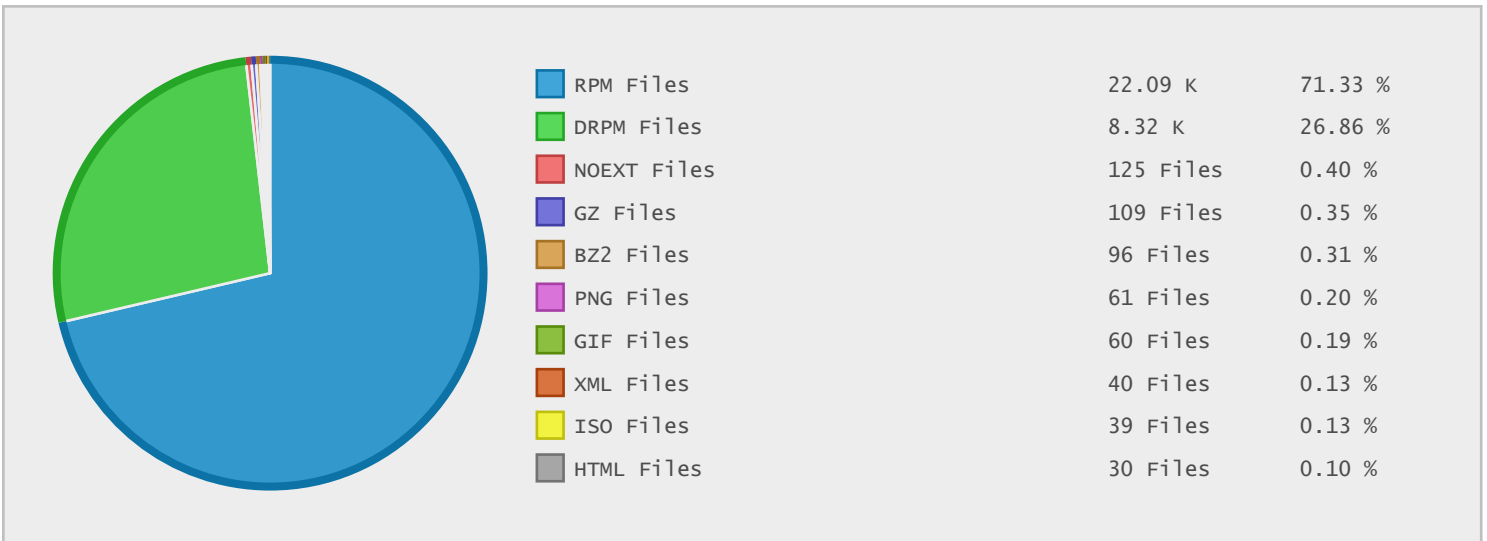 RPM Files 22.09 K 71.33 %
DRPM Files 8.32 K 26.86 %
NOEXT Files 125 Files 0.40 %
GZ Files 109 Files 0.35 %
BZ2 Files 96 Files 0.31 %
PNG Files 61 Files 0.20 %
GIF Files 60 Files 0.19 %
XML Files 40 Files 0.13 %
ISO Files 39 Files 0.13 %
HTML Files 30 Files 0.10 %